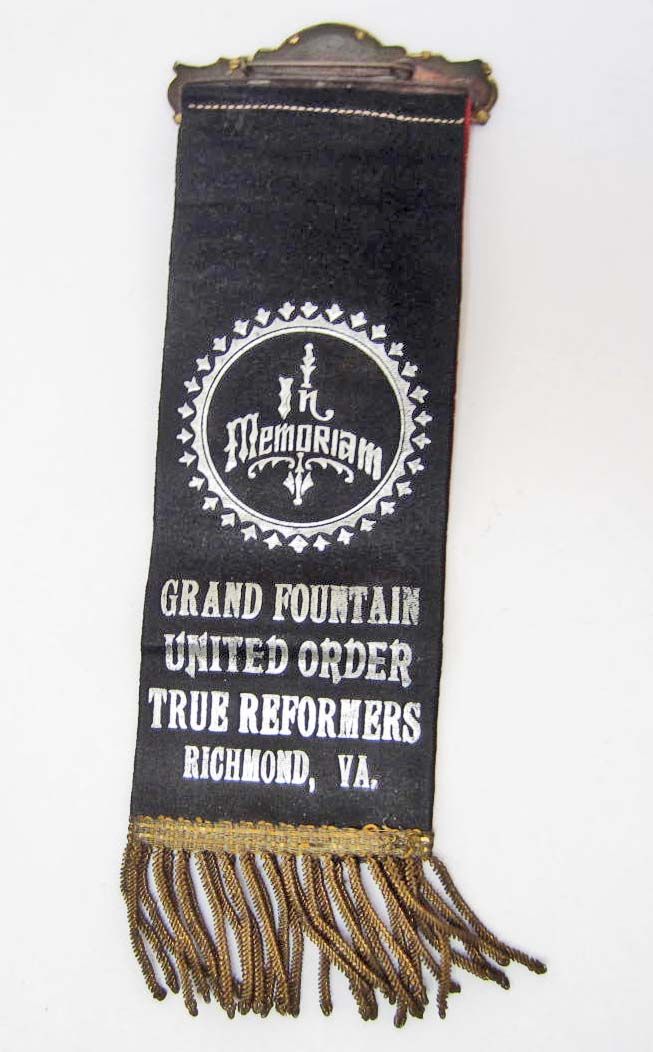 In
Memoriam
GRAND FOUNTAIN
UNITED ORDER
TRUE REFORMERS
RICHMOND, VA.